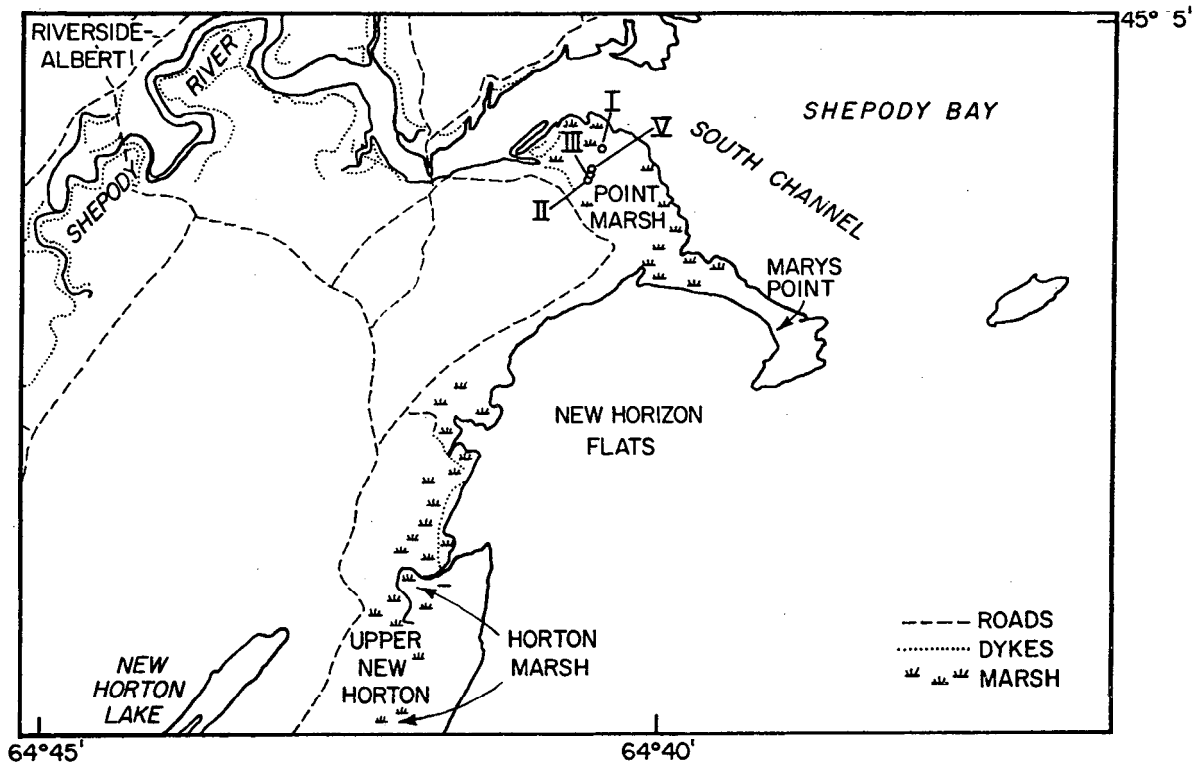 45° 5'
RIVERSIDE-
ALBERT
RIVER
SHEPODY
SHEPODY BAY
SOUTH CHANNEL
I
III
V
II
POINT
MARSH
MARYS
POINT
NEW HORIZON
FLATS
HORTON
MARSH
UPPER
NEW
HORTON
NEW
HORTON
LAKE
ROADS
DYKES
MARSH
64°45'
64°40'